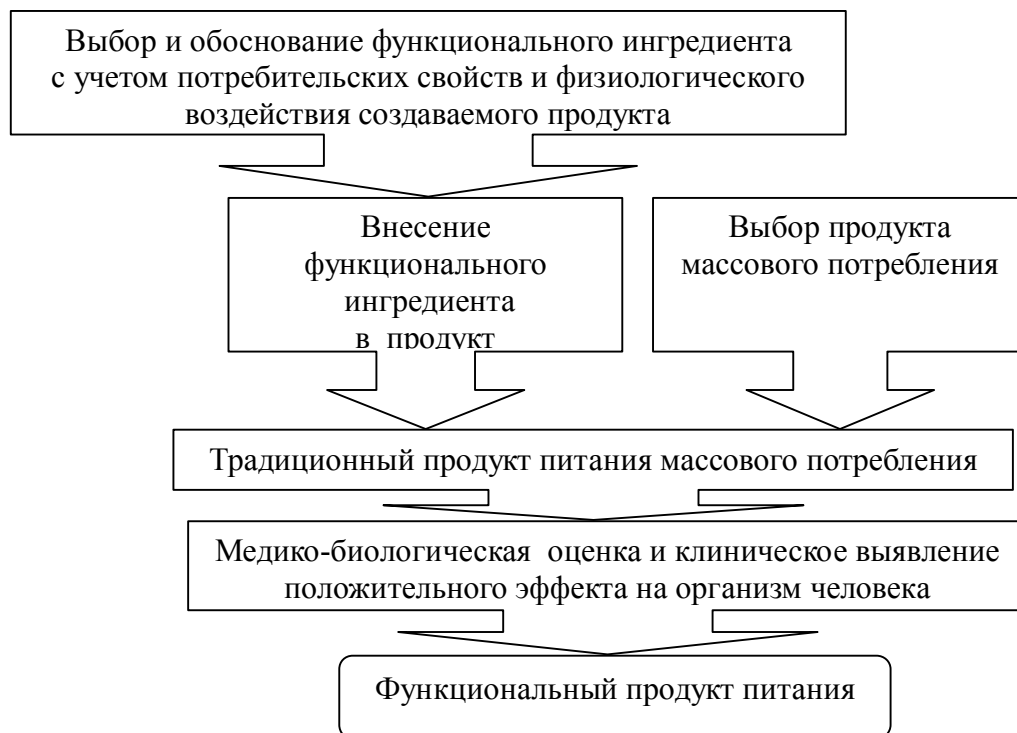 Выбор и обоснование функционального ингредиента
с учетом потребительских свойств и физиологического
воздействия создаваемого продукта
Внесение
функционального
ингредиента
в продукт
Выбор продукта
массового потребления
Традиционный продукт питания массового потребления
Медико-биологическая оценка и клиническое выявление
положительного эффекта на организм человека
Функциональный продукт питания